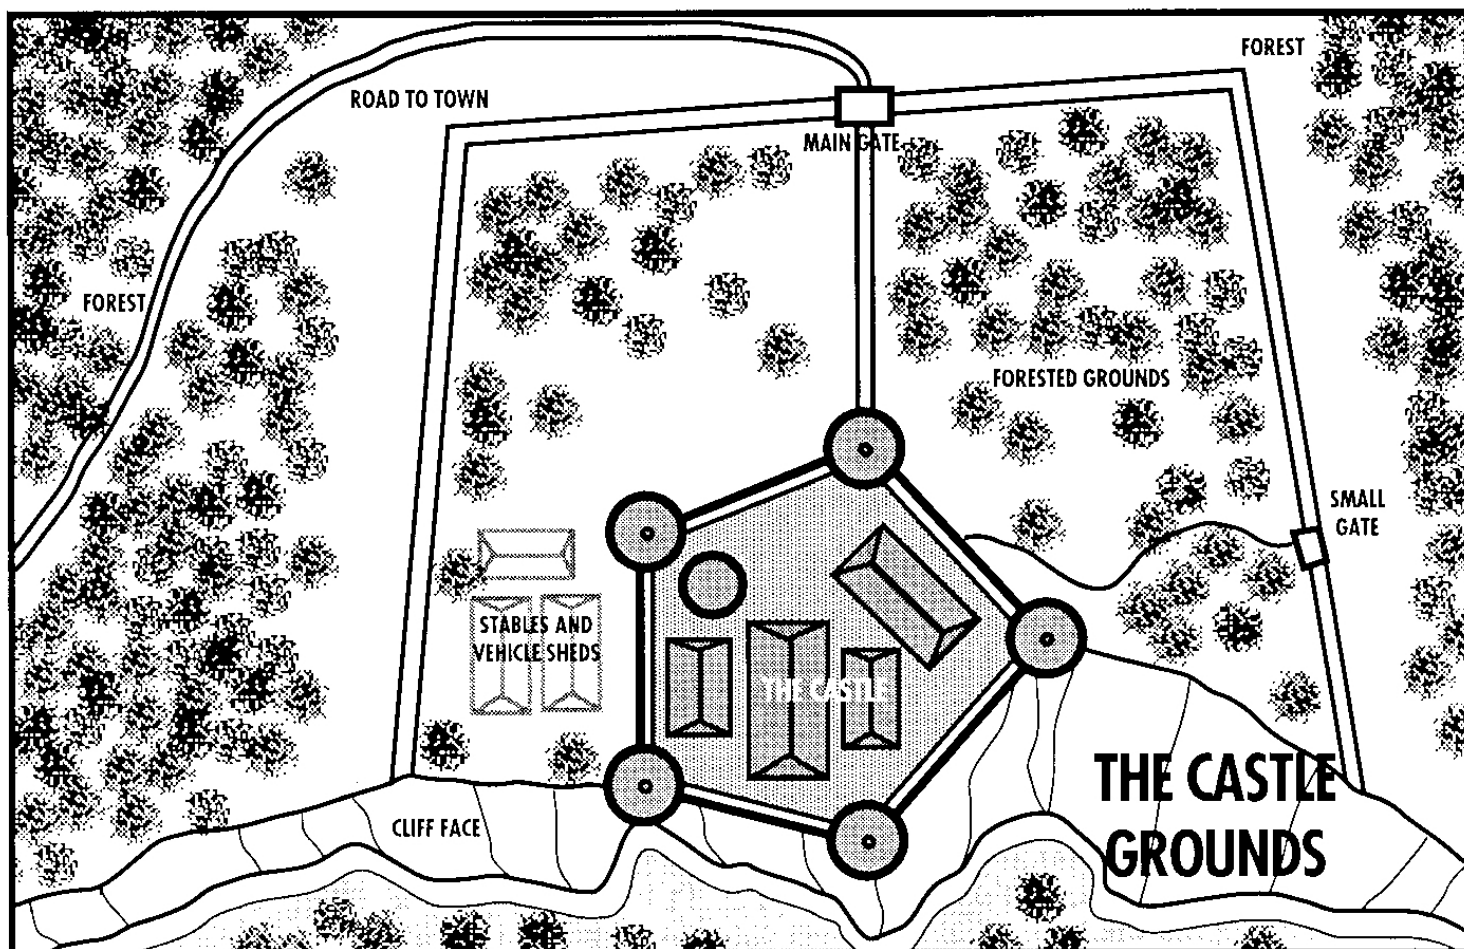 FOREST
ROAD TO TOWN
MAIN GATE
FOREST
FORESTED GROUNDS
SMALL
GATE
STABLES AND
VEHICLE SHEDS
THE CASTLE
CLIFF FACE
THE CASTLE
GROUNDS